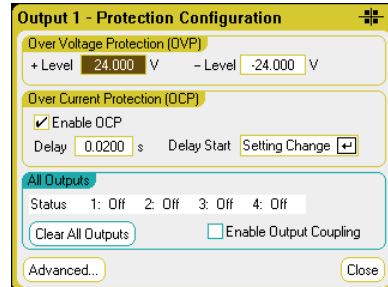 Output 1 - Protection Configuration
Over Voltage Protection (OVP)
+ Level 24.000 V - Level -24.000 V
Over Current Protection (OCP)
Enable OCP
Delay 0.0200 s Delay Start Setting Change
All Outputs
Status 1: Off 2: Off 3: Off 4: Off
Clear All Outputs Enable Output Coupling
Advanced... Close